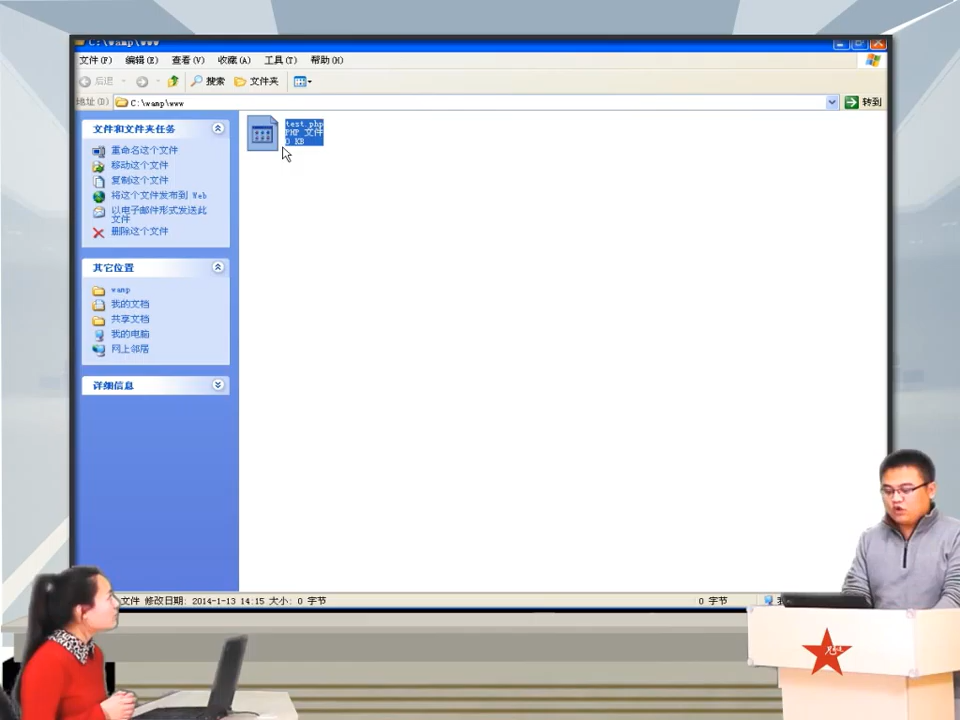 C:\wamp\www
文件(F) 编辑(E) 查看(V) 收藏(A) 工具(T) 帮助(H)
后退 搜索 文件夹
地址(D) C:\wamp\www 转到
文件和文件夹任务
重命名这个文件
移动这个文件
复制这个文件
将这个文件发布到 Web
以电子邮件形式发送此
文件
删除这个文件
其它位置
wamp
我的文档
共享文档
我的电脑
网上邻居
详细信息
test.php
PHP 文件
0 KB
文件 修改日期: 2014-1-13 14:15 大小: 0 字节 0 字节